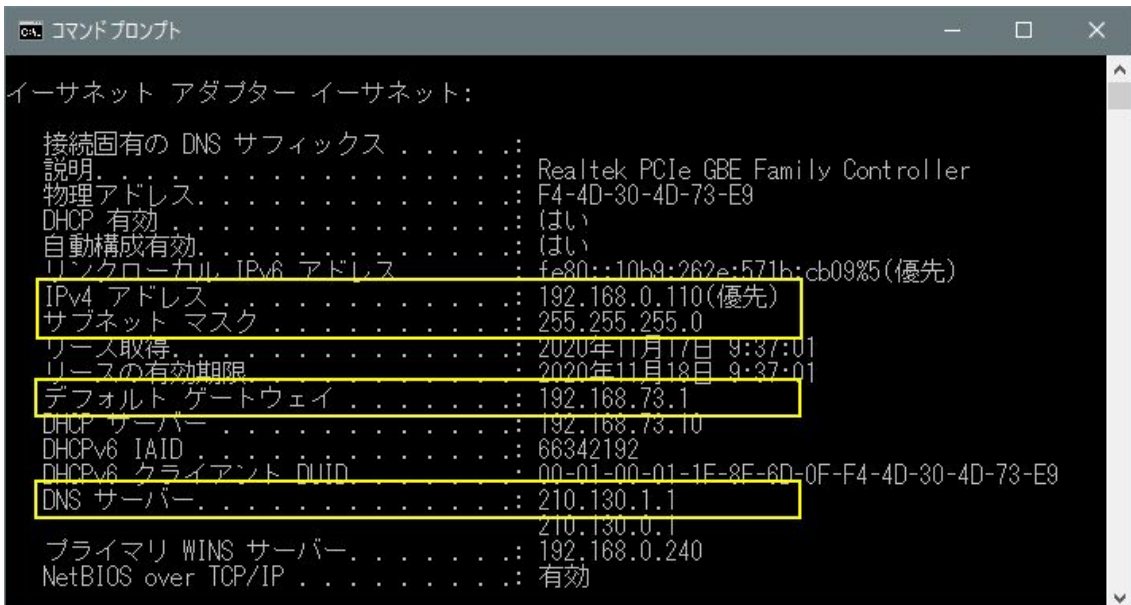 コマンド プロンプト
イーサネット アダプター イーサネット:
接続固有の DNS サフィックス . . . . .:
説明. . . . . . . . . . . . . . . . .: Realtek PCIe GBE Family Controller
物理アドレス. . . . . . . . . . . . .: F4-4D-30-4D-73-E9
DHCP 有効 . . . . . . . . . . . . . .: はい
自動構成有効. . . . . . . . . . . . .: はい
リンクローカル IPv6 アドレス. . . . .: fe80::10b9:262e:571b:cb09%5(優先)
IPv4 アドレス . . . . . . . . . . . .: 192.168.0.110(優先)
サブネット マスク . . . . . . . . . .: 255.255.255.0
リース取得. . . . . . . . . . . . . .: 2020年11月17日 9:37:01
リースの有効期限. . . . . . . . . . .: 2020年11月18日 9:37:01
デフォルト ゲートウェイ . . . . . . .: 192.168.73.1
DHCP サーバー . . . . . . . . . . . .: 192.168.73.10
DHCPv6 IAID . . . . . . . . . . . . .: 66342192
DHCPv6 クライアント DUID. . . . . . .: 00-01-00-01-1F-8F-6D-0F-F4-4D-30-4D-73-E9
DNS サーバー. . . . . . . . . . . . .: 210.130.1.1
210.130.0.1
プライマリ WINS サーバー. . . . . . .: 192.168.0.240
NetBIOS over TCP/IP . . . . . . . . .: 有効